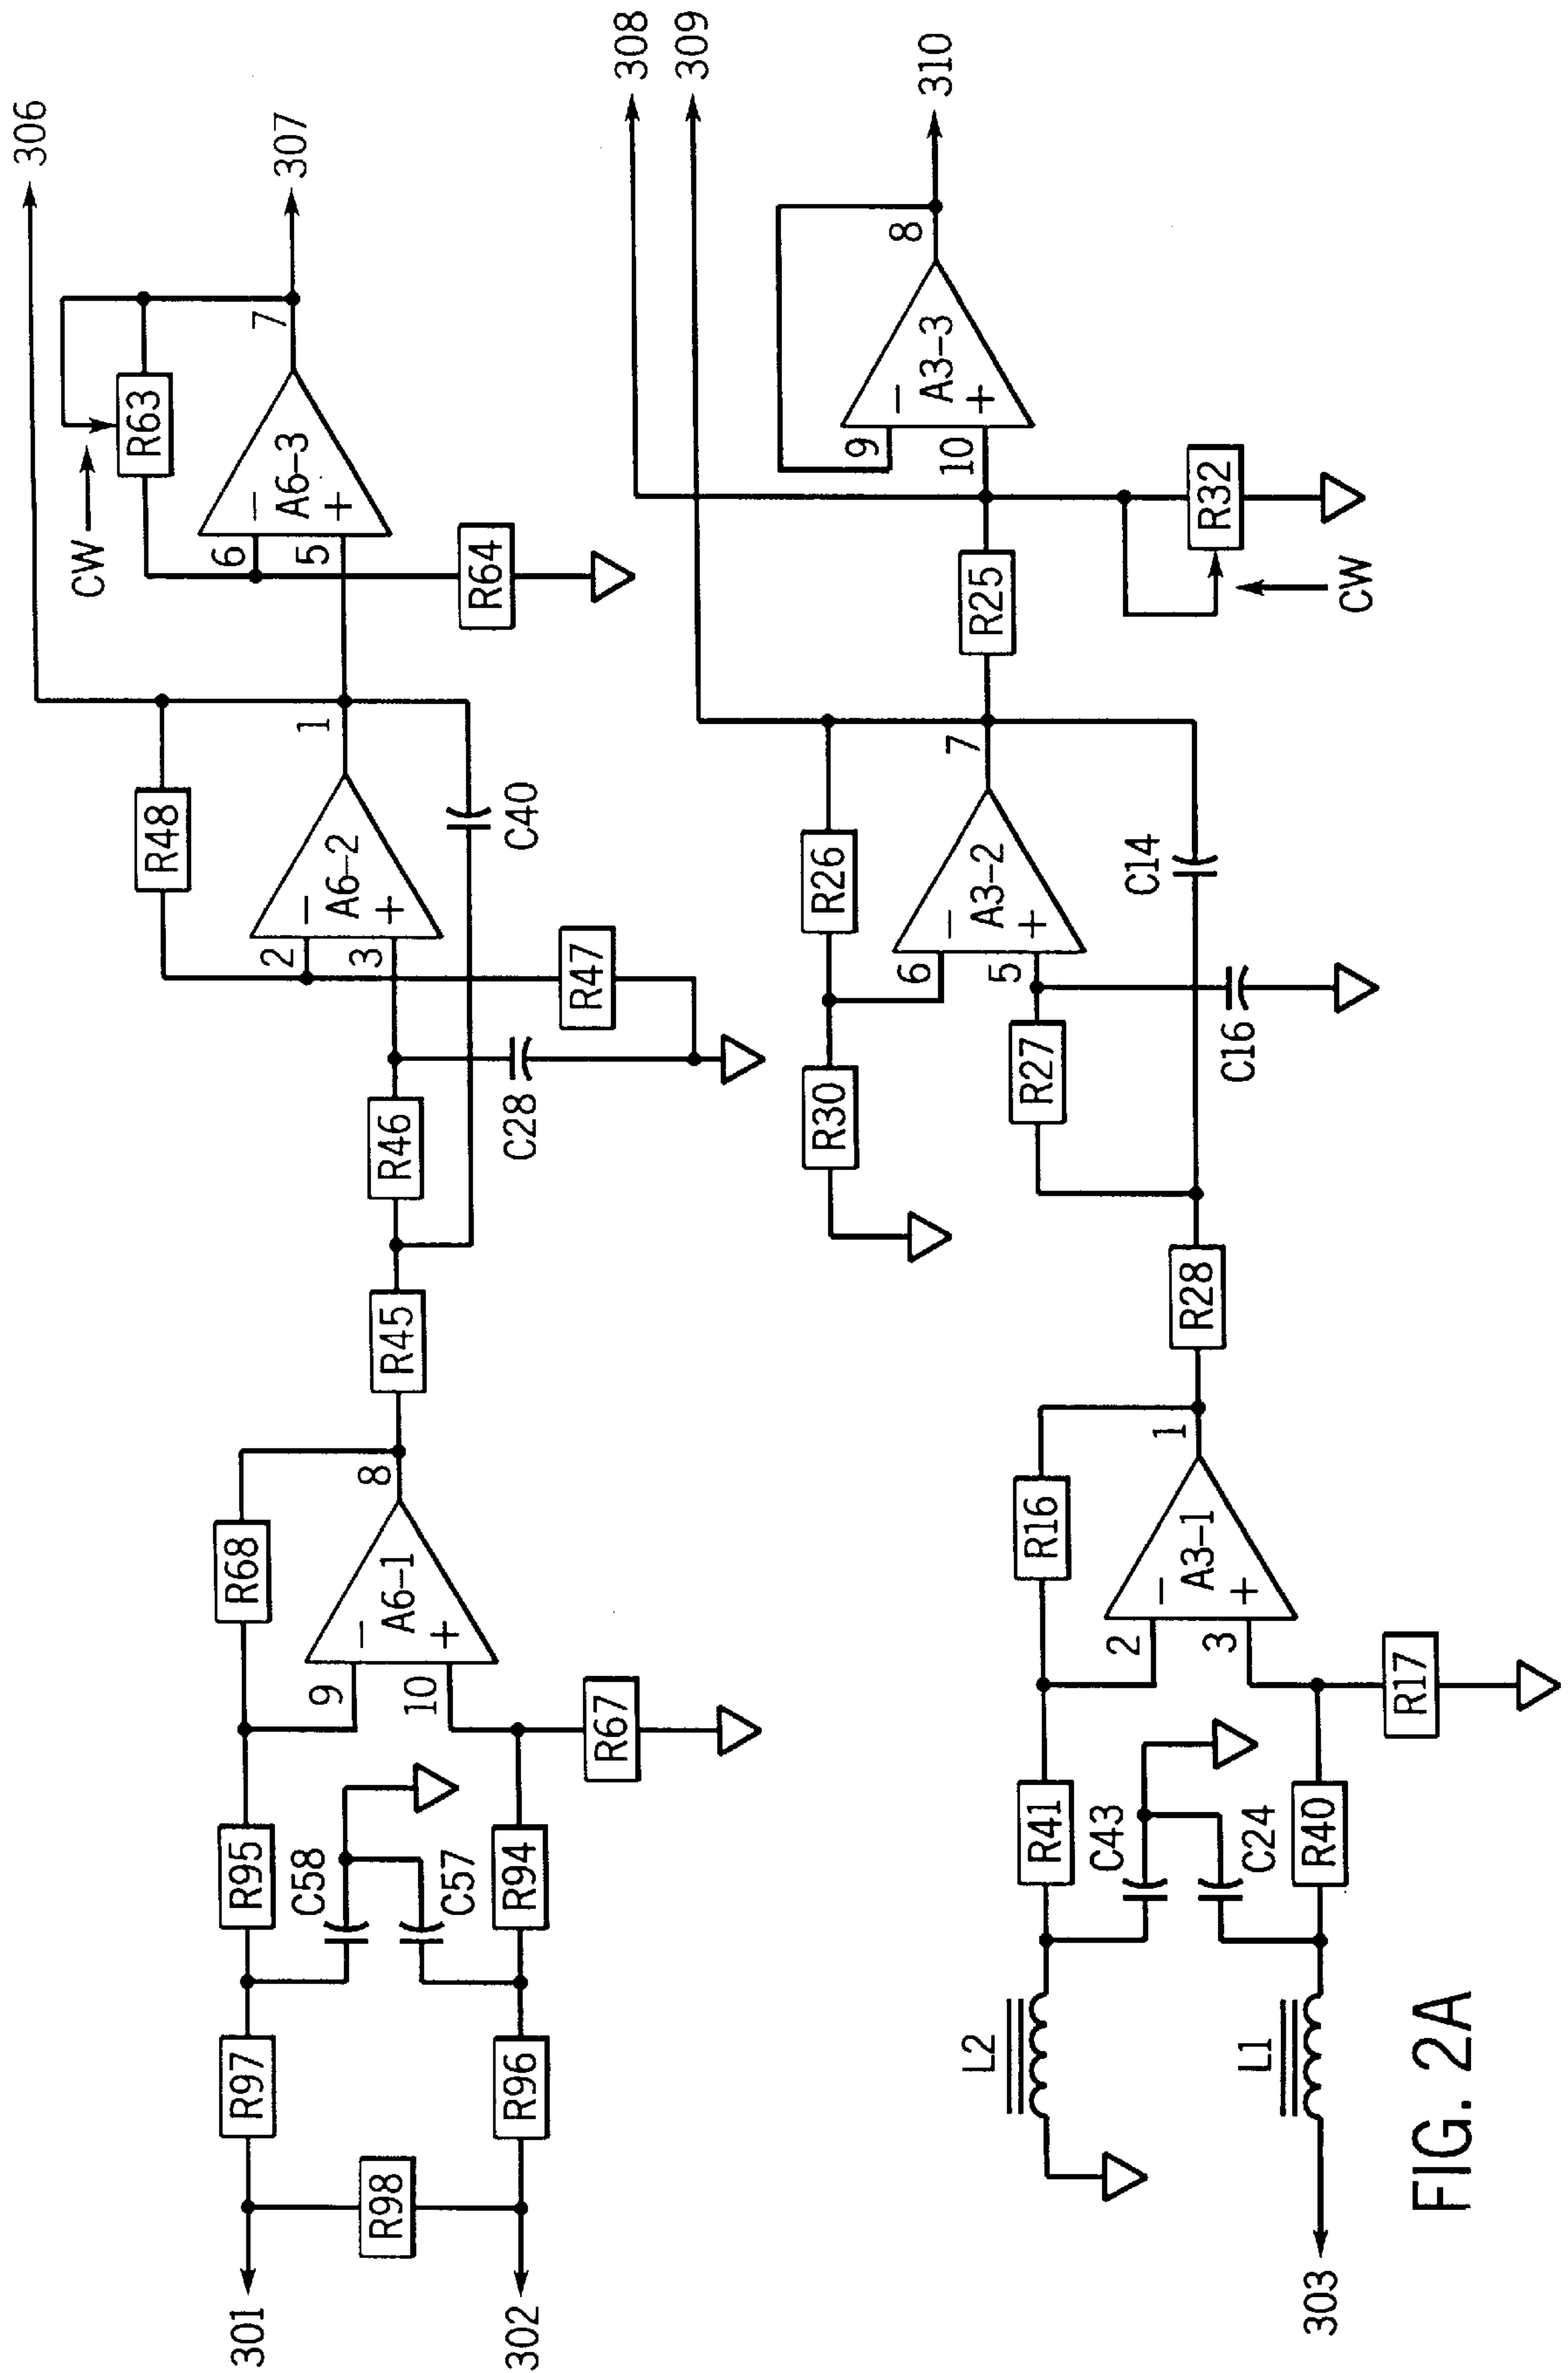 306
307
CW
R63
7
A6-3
-
+
6
5
R64
R48
1
A6-2
-
+
2
3
C40
R47
C28
R46
R45
R68
8
A6-1
-
+
9
10
R67
R95
C58
C57
R94
R97
R96
R98
301
302
308
309
310
8
A3-3
-
+
9
10
R32
CW
R25
7
R26
A3-2
-
+
6
5
C14
R30
R27
C16
R28
1
R16
A3-1
-
+
2
3
R17
R41
C43
C24
R40
L2
L1
303
FIG. 2A